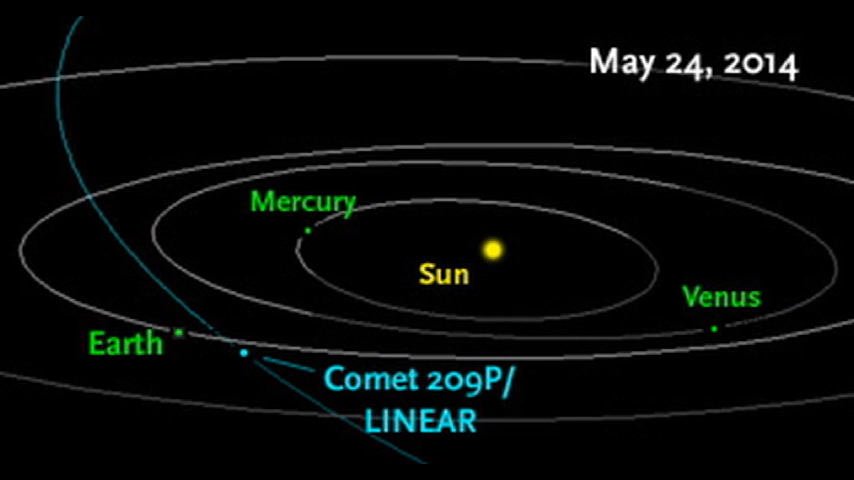 May 24, 2014
Mercury
Sun
Venus
Earth
Comet 209P/
LINEAR